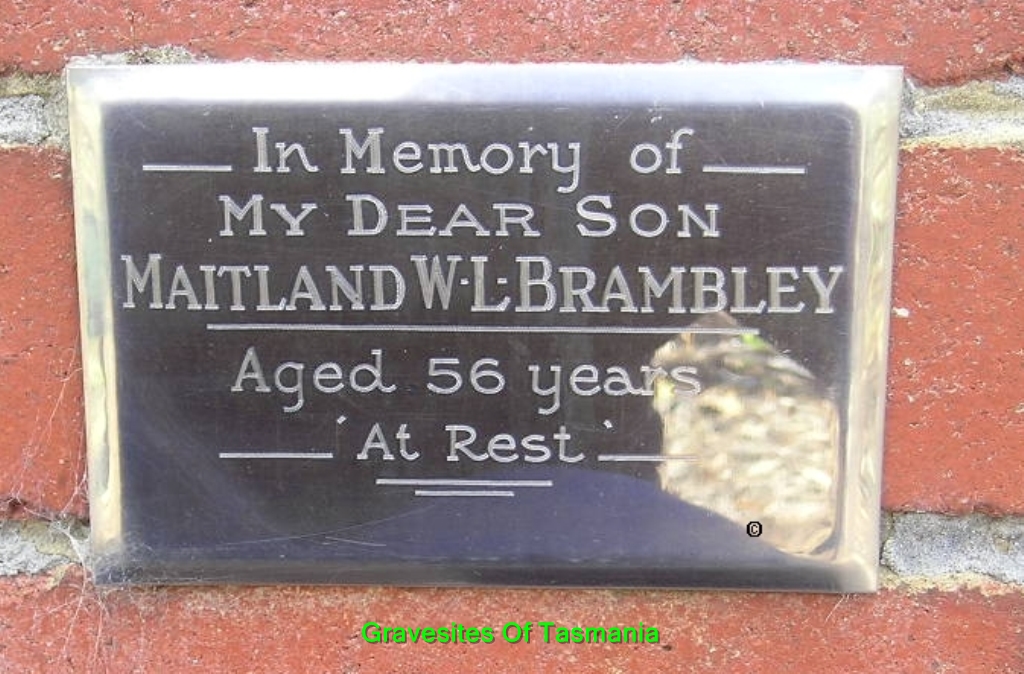 In Memory of
MY DEAR SON
MAITLAND W·L·BRAMBLEY
Aged 56 years
'At Rest'
©
Gravesites Of Tasmania